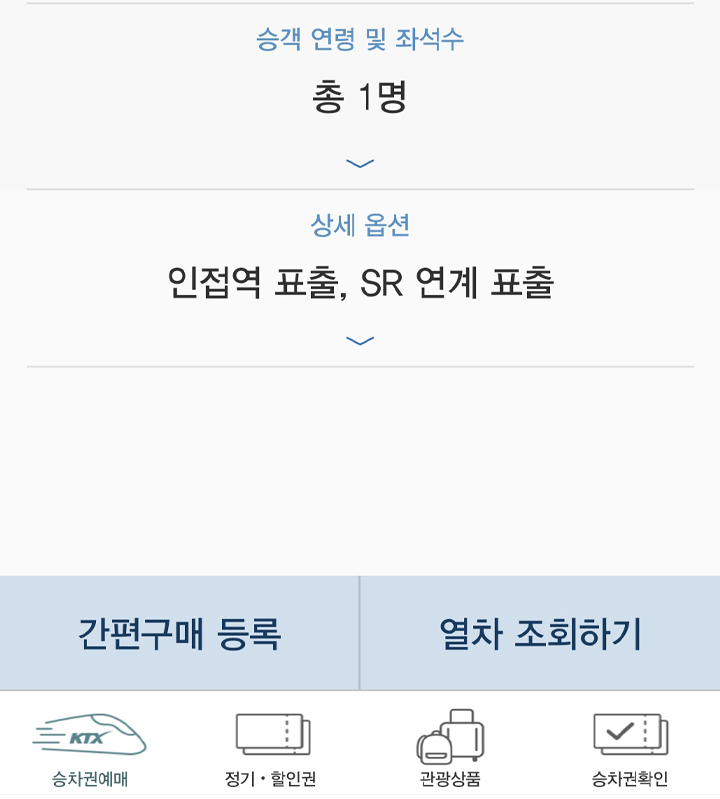 승객 연령 및 좌석수
총 1명
상세 옵션
인접역 표출, SR 연계 표출
간편구매 등록
열차 조회하기
KTX
승차권예매
정기·할인권
관광상품
승차권확인